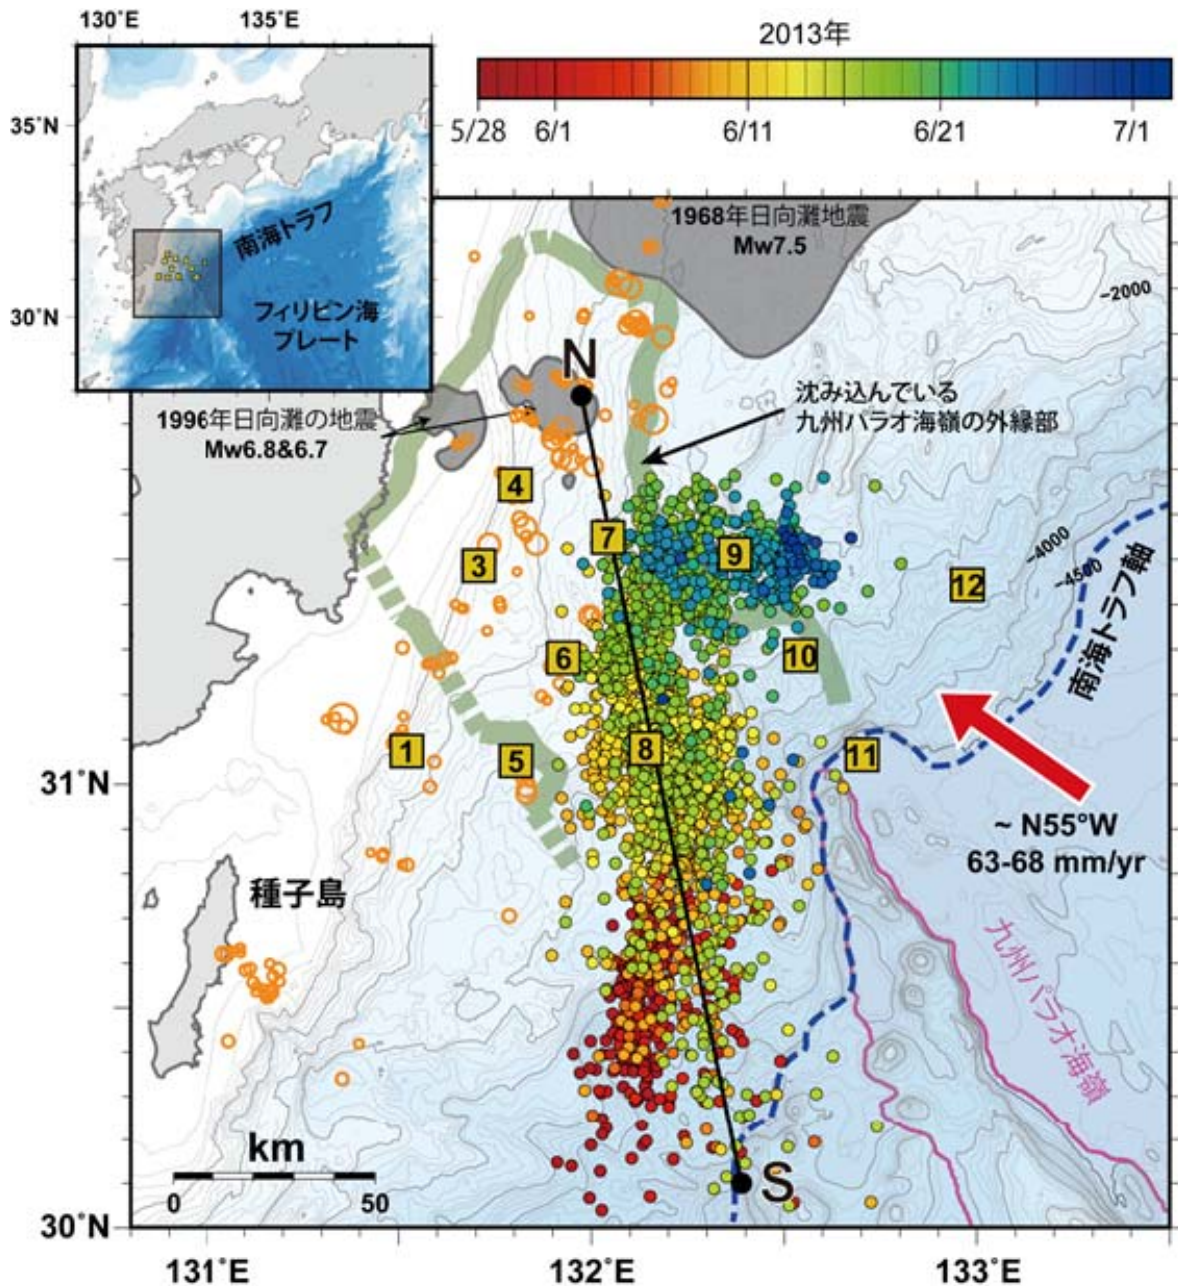 130°E
135°E
35°N
30°N
南海トラフ
フィリピン海
プレート
2013年
5/28
6/1
6/11
6/21
7/1
1968年日向灘地震
Mw7.5
-2000
N
沈み込んでいる
九州パラオ海嶺の外縁部
1996年日向灘の地震
Mw6.8&6.7
4
7
9
3
12
-4000
-4500
南海トラフ軸
6
10
1
5
8
11
31°N
~ N55°W
63-68 mm/yr
種子島
九州パラオ海嶺
km
0
50
S
30°N
131°E
132°E
133°E